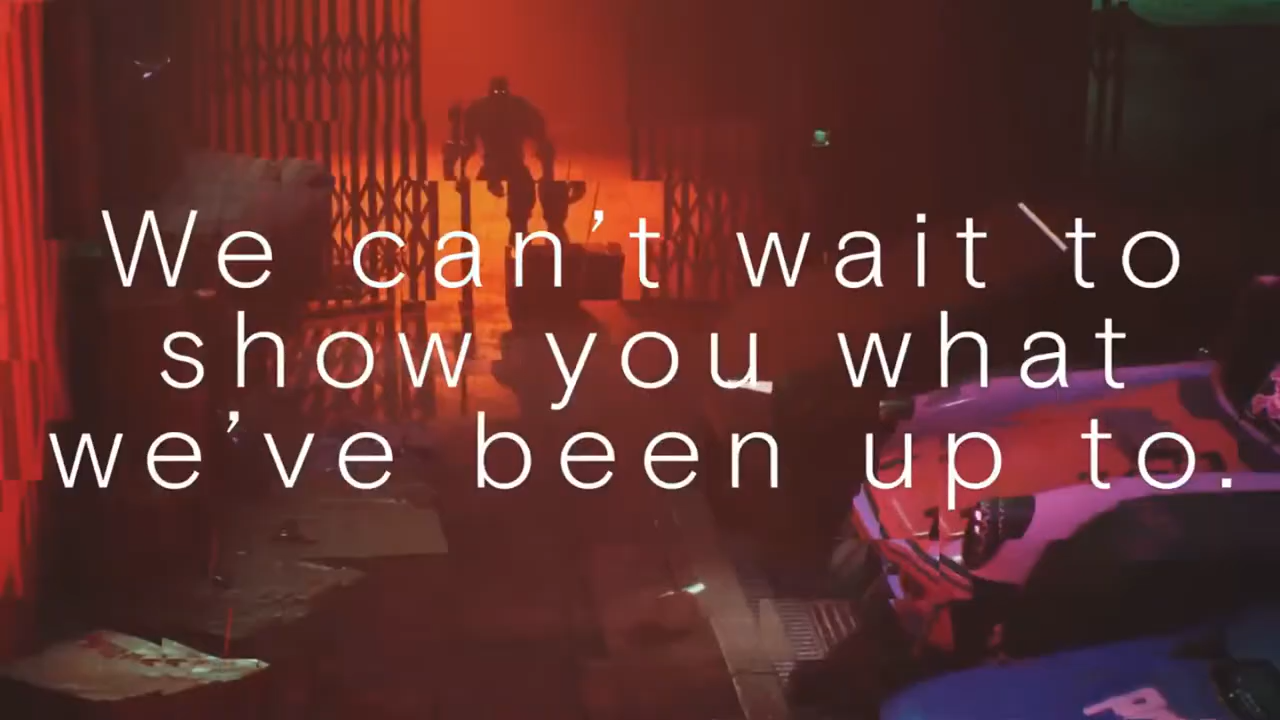 We can’t wait to
show you what
we’ve been up to.